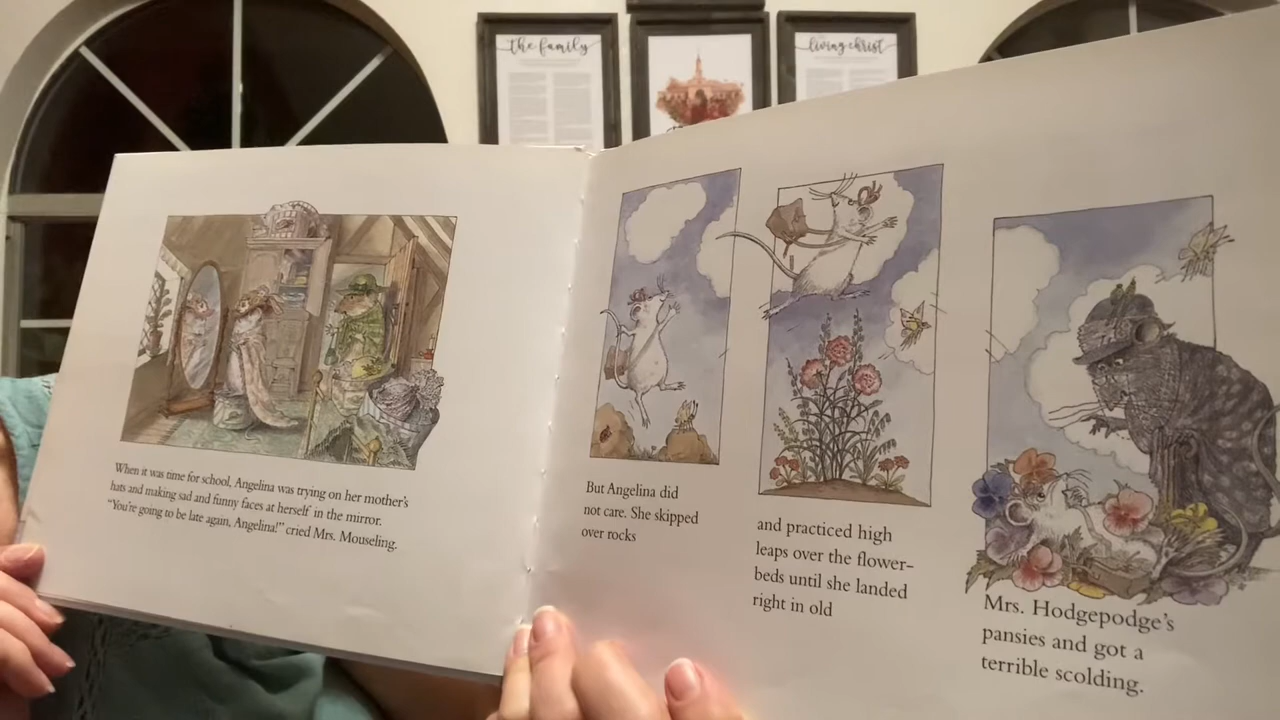 the family
living christ
When it was time for school, Angelina was trying on her mother's
hats and making sad and funny faces at herself in the mirror.
"You're going to be late again, Angelina!" cried Mrs. Mouseling.
But Angelina did
not care. She skipped
over rocks
and practiced high
leaps over the flower-
beds until she landed
right in old
Mrs. Hodgepodge's
pansies and got a
terrible scolding.